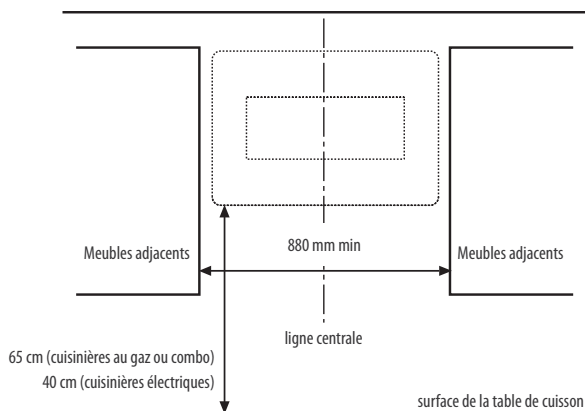 Meubles adjacents
880 mm min
Meubles adjacents
ligne centrale
65 cm (cuisinières au gaz ou combo)
40 cm (cuisinières électriques)
surface de la table de cuisson